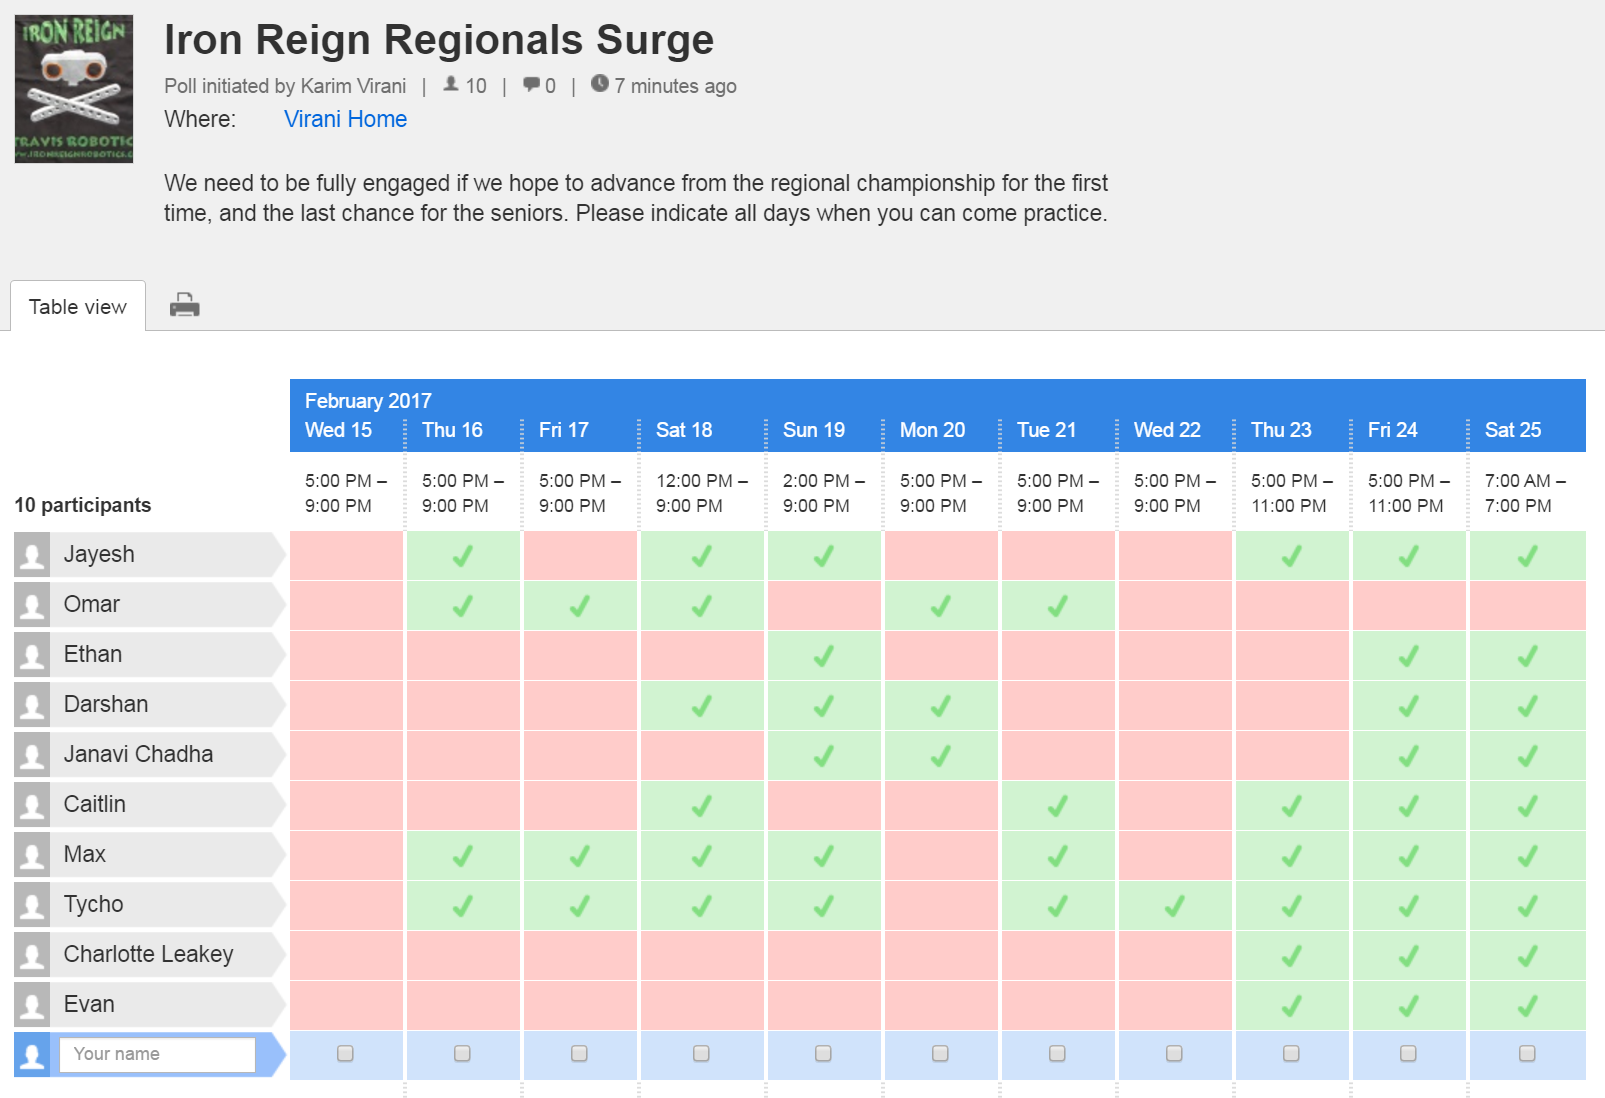 IRON REIGN
TRAVIS ROBOTIC
Iron Reign Regionals Surge
Poll initiated by Karim Virani | 10 | 0 | 7 minutes ago
Where: Virani Home
We need to be fully engaged if we hope to advance from the regional championship for the first
time, and the last chance for the seniors. Please indicate all days when you can come practice.
Table view
February 2017
Wed 15 Thu 16 Fri 17 Sat 18 Sun 19 Mon 20 Tue 21 Wed 22 Thu 23 Fri 24 Sat 25
5:00 PM – 5:00 PM – 5:00 PM – 12:00 PM – 2:00 PM – 5:00 PM – 5:00 PM – 5:00 PM – 5:00 PM – 5:00 PM – 7:00 AM –
10 participants 9:00 PM 9:00 PM 9:00 PM 9:00 PM 9:00 PM 9:00 PM 9:00 PM 9:00 PM 11:00 PM 11:00 PM 7:00 PM
Jayesh
Omar
Ethan
Darshan
Janavi Chadha
Caitlin
Max
Tycho
Charlotte Leakey
Evan
Your name